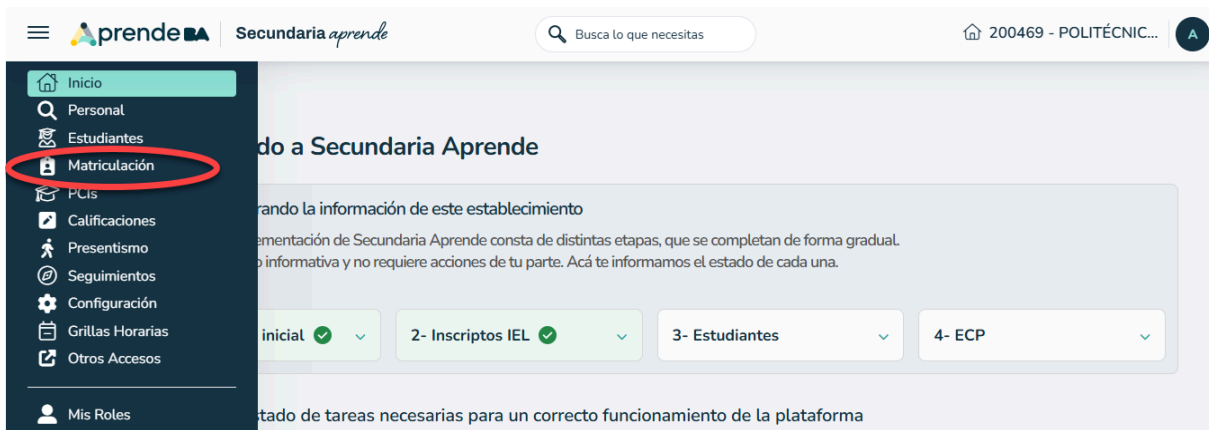 AprendeBA
Secundaria aprende
Busca lo que necesitas
200469 - POLITÉCNIC...
A
Inicio
Personal
Estudiantes
Matriculación
PCIs
Calificaciones
Presentismo
Seguimientos
Configuración
Grillas Horarias
Otros Accesos
Mis Roles
do a Secundaria Aprende
rando la información de este establecimiento
ementación de Secundaria Aprende consta de distintas etapas, que se completan de forma gradual.
o informativa y no requiere acciones de tu parte. Acá te informamos el estado de cada una.
inicial
2- Inscriptos IEL
3- Estudiantes
4- ECP
stado de tareas necesarias para un correcto funcionamiento de la plataforma